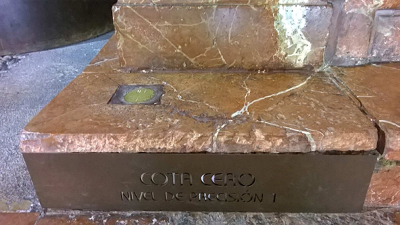 COTA CERO
NIVEL DE PRECISIÓN 1